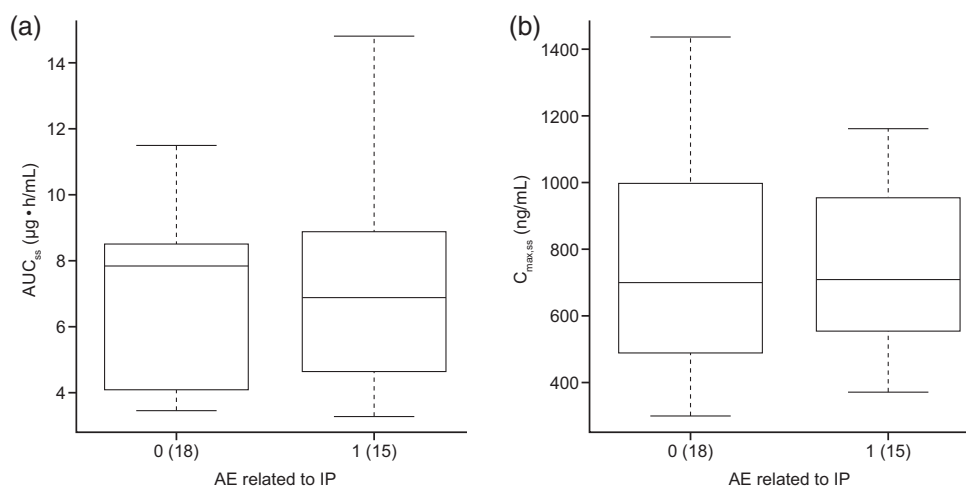 (a)
AUCss (µg•h/mL)
14
12
10
8
6
4
0 (18)
1 (15)
AE related to IP
(b)
Cmax,ss (ng/mL)
1400
1200
1000
800
600
400
0 (18)
1 (15)
AE related to IP